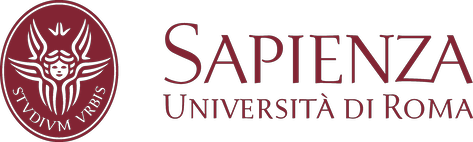 STVDIVM VRBIS
SAPIENZA
UNIVERSITÀ DI ROMA